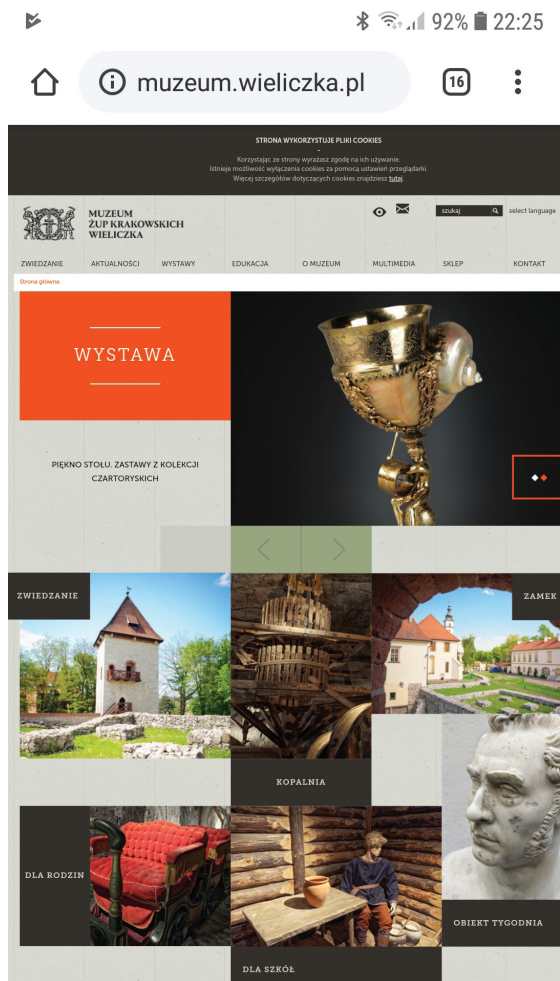 92% 22:25
muzeum.wieliczka.pl
16
STRONA WYKORZYSTUJE PLIKI COOKIES
-
Korzystając ze strony wyrażasz zgodę na ich używanie.
Istnieje możliwość wyłączenia cookies za pomocą ustawień przeglądarki.
Więcej szczegółów dotyczących cookies znajdziesz tutaj.
MUZEUM
ŻUP KRAKOWSKICH
WIELICZKA
szukaj
select language
ZWIEDZANIE AKTUALNOŚCI WYSTAWY EDUKACJA O MUZEUM MULTIMEDIA SKLEP KONTAKT
Strona główna
WYSTAWA
PIĘKNO STOŁU. ZASTAWY Z KOLEKCJI
CZARTORYSKICH
ZWIEDZANIE
ZAMEK
KOPALNIA
DLA RODZIN
OBIEKT TYGODNIA
DLA SZKÓŁ